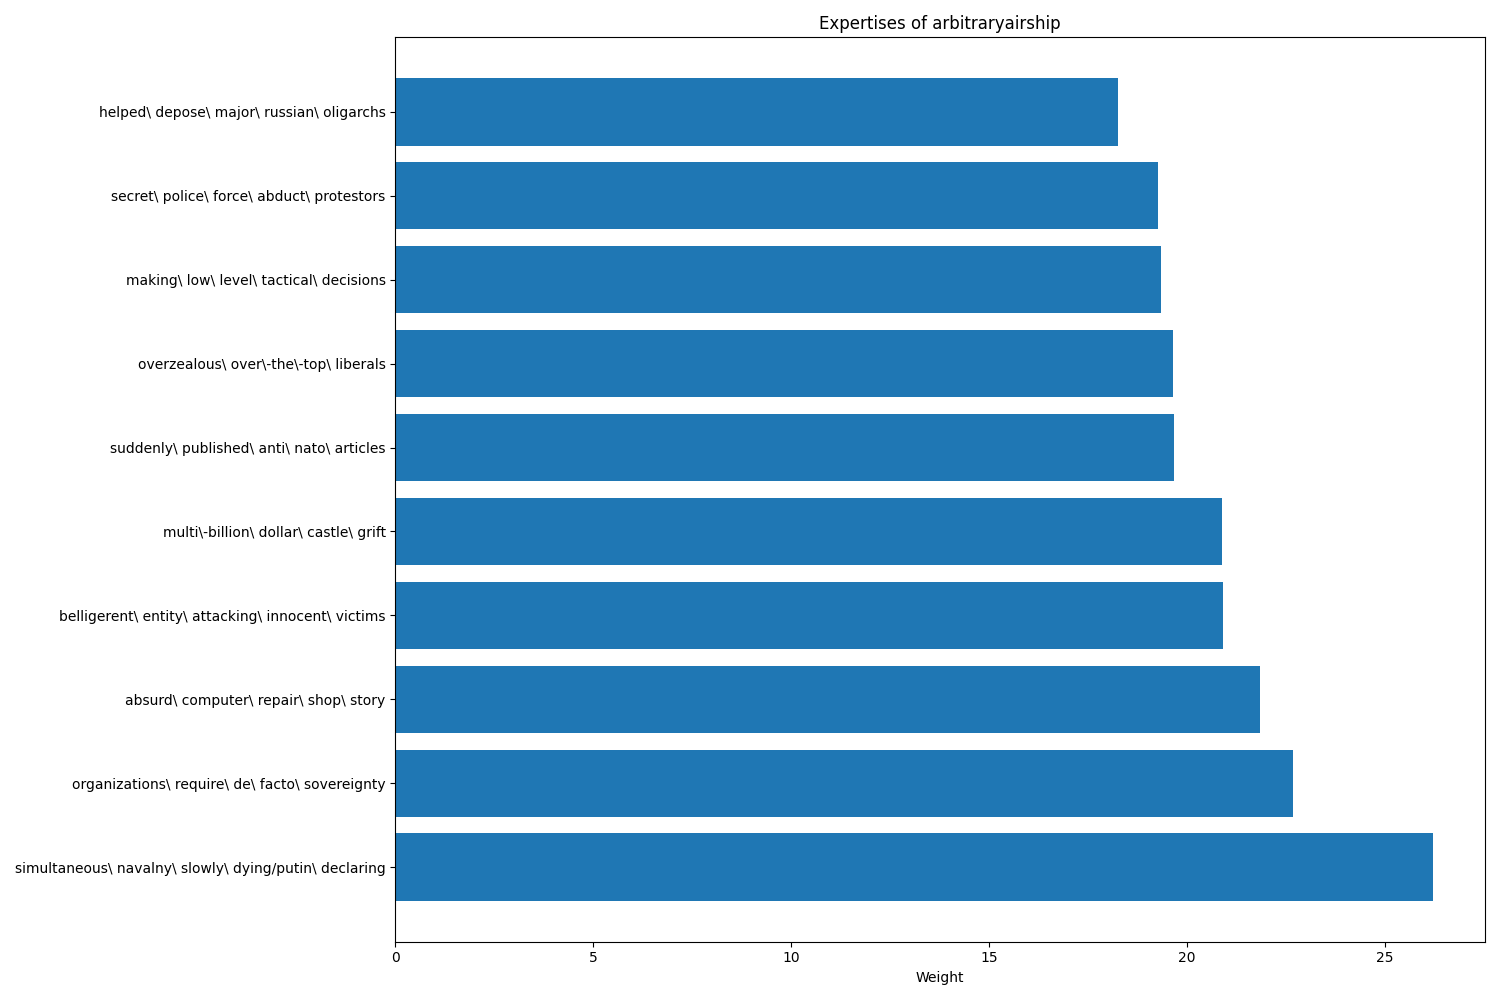 Expertises of arbitraryairship
helped\ depose\ major\ russian\ oligarchs
secret\ police\ force\ abduct\ protestors
making\ low\ level\ tactical\ decisions
overzealous\ over\-the\-top\ liberals
suddenly\ published\ anti\ nato\ articles
multi\-billion\ dollar\ castle\ grift
belligerent\ entity\ attacking\ innocent\ victims
absurd\ computer\ repair\ shop\ story
organizations\ require\ de\ facto\ sovereignty
simultaneous\ navalny\ slowly\ dying/putin\ declaring
0 5 10 15 20 25
Weight